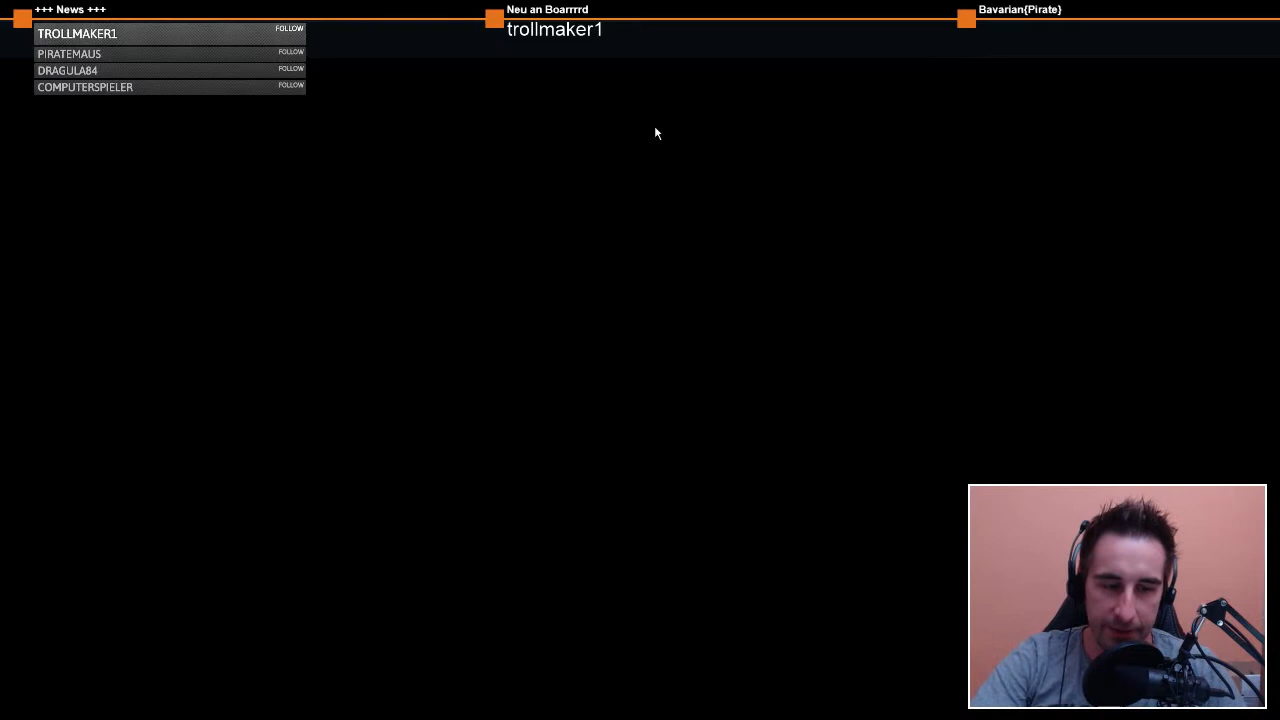 +++ News +++
TROLLMAKER1 FOLLOW
PIRATEMAUS FOLLOW
DRAGULA84 FOLLOW
COMPUTERSPIELER FOLLOW
Neu an Boarrrrd
trollmaker1
Bavarian{Pirate}